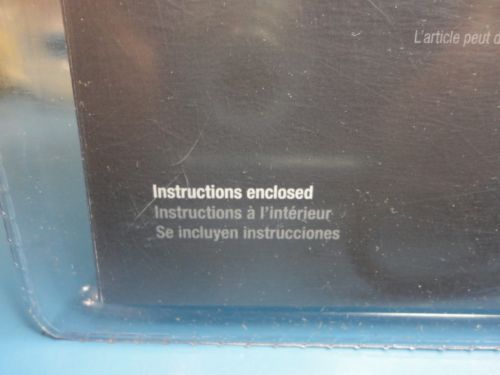 L'article peut d
Instructions enclosed
Instructions à l'intérieur
Se incluyen instrucciones